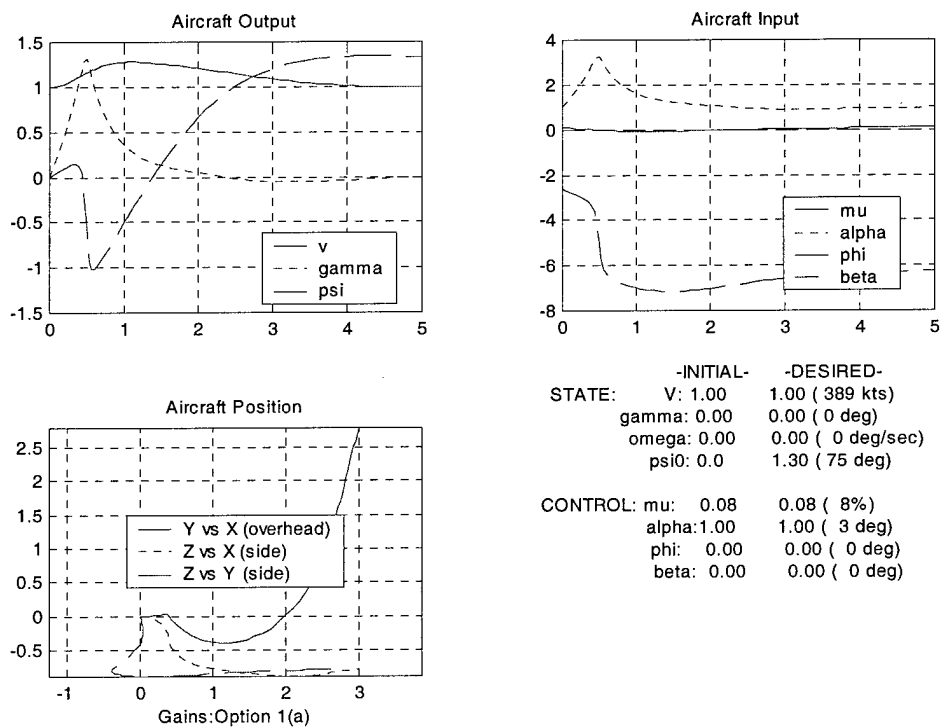 Aircraft Output
1.5
1
0.5
0
-0.5
-1
1.5
v
gamma
psi
0 1 2 3 4 5
Aircraft Input
4
2
0
-2
-4
-6
-8
mu
alpha
phi
beta
0 1 2 3 4 5
Aircraft Position
2.5
2
1.5
1
0.5
0
-0.5
Y vs X (overhead)
Z vs X (side)
Z vs Y (side)
-1 0 1 2 3
Gains:Option 1(a)
-INITIAL- -DESIRED-
STATE: V: 1.00 1.00 ( 389 kts)
gamma: 0.00 0.00 ( 0 deg)
omega: 0.00 0.00 ( 0 deg/sec)
psi0: 0.0 1.30 ( 75 deg)
CONTROL: mu: 0.08 0.08 ( 8%)
alpha: 1.00 1.00 ( 3 deg)
phi: 0.00 0.00 ( 0 deg)
beta: 0.00 0.00 ( 0 deg)